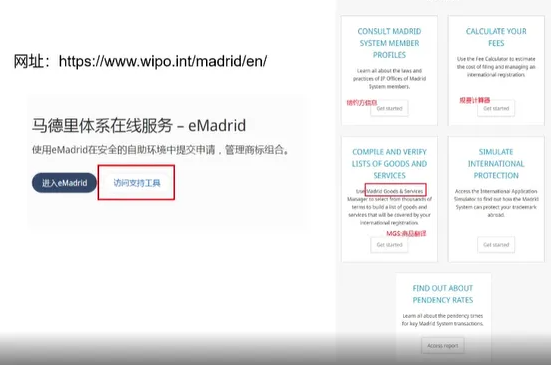 网址：https://www.wipo.int/madrid/en/
马德里体系在线服务 – eMadrid
使用eMadrid在安全的自助环境中提交申请，管理商标组合。
进入eMadrid
访问支持工具
CONSULT MADRID
SYSTEM MEMBER
PROFILES
Learn all about the laws and
practices of IP Offices of Madrid
System members.
缔约方信息
Get started
CALCULATE YOUR
FEES
Use the Fee Calculator to estimate
the cost of filing and managing an
international registration.
规费计算器
Get started
COMPILE AND VERIFY
LISTS OF GOODS AND
SERVICES
Use Madrid Goods & Services
Manager to select from thousands of
terms to build a list of goods and
services that will be covered by your
international registration.
MGS:商品翻译
Get started
SIMULATE
INTERNATIONAL
PROTECTION
Access the International Application
Simulator to find out how the Madrid
System can protect your trademark
abroad.
Get started
FIND OUT ABOUT
PENDENCY RATES
Learn all about the pendency times
for key Madrid System transactions.
Access report